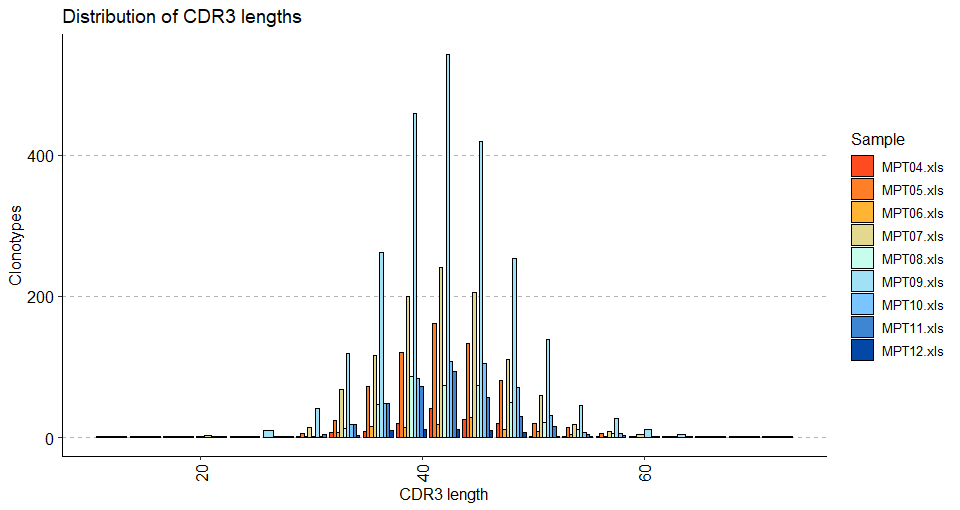 Distribution of CDR3 lengths
Clonotypes
400
200
0
20
40
60
CDR3 length
Sample
MPT04.xls
MPT05.xls
MPT06.xls
MPT07.xls
MPT08.xls
MPT09.xls
MPT10.xls
MPT11.xls
MPT12.xls